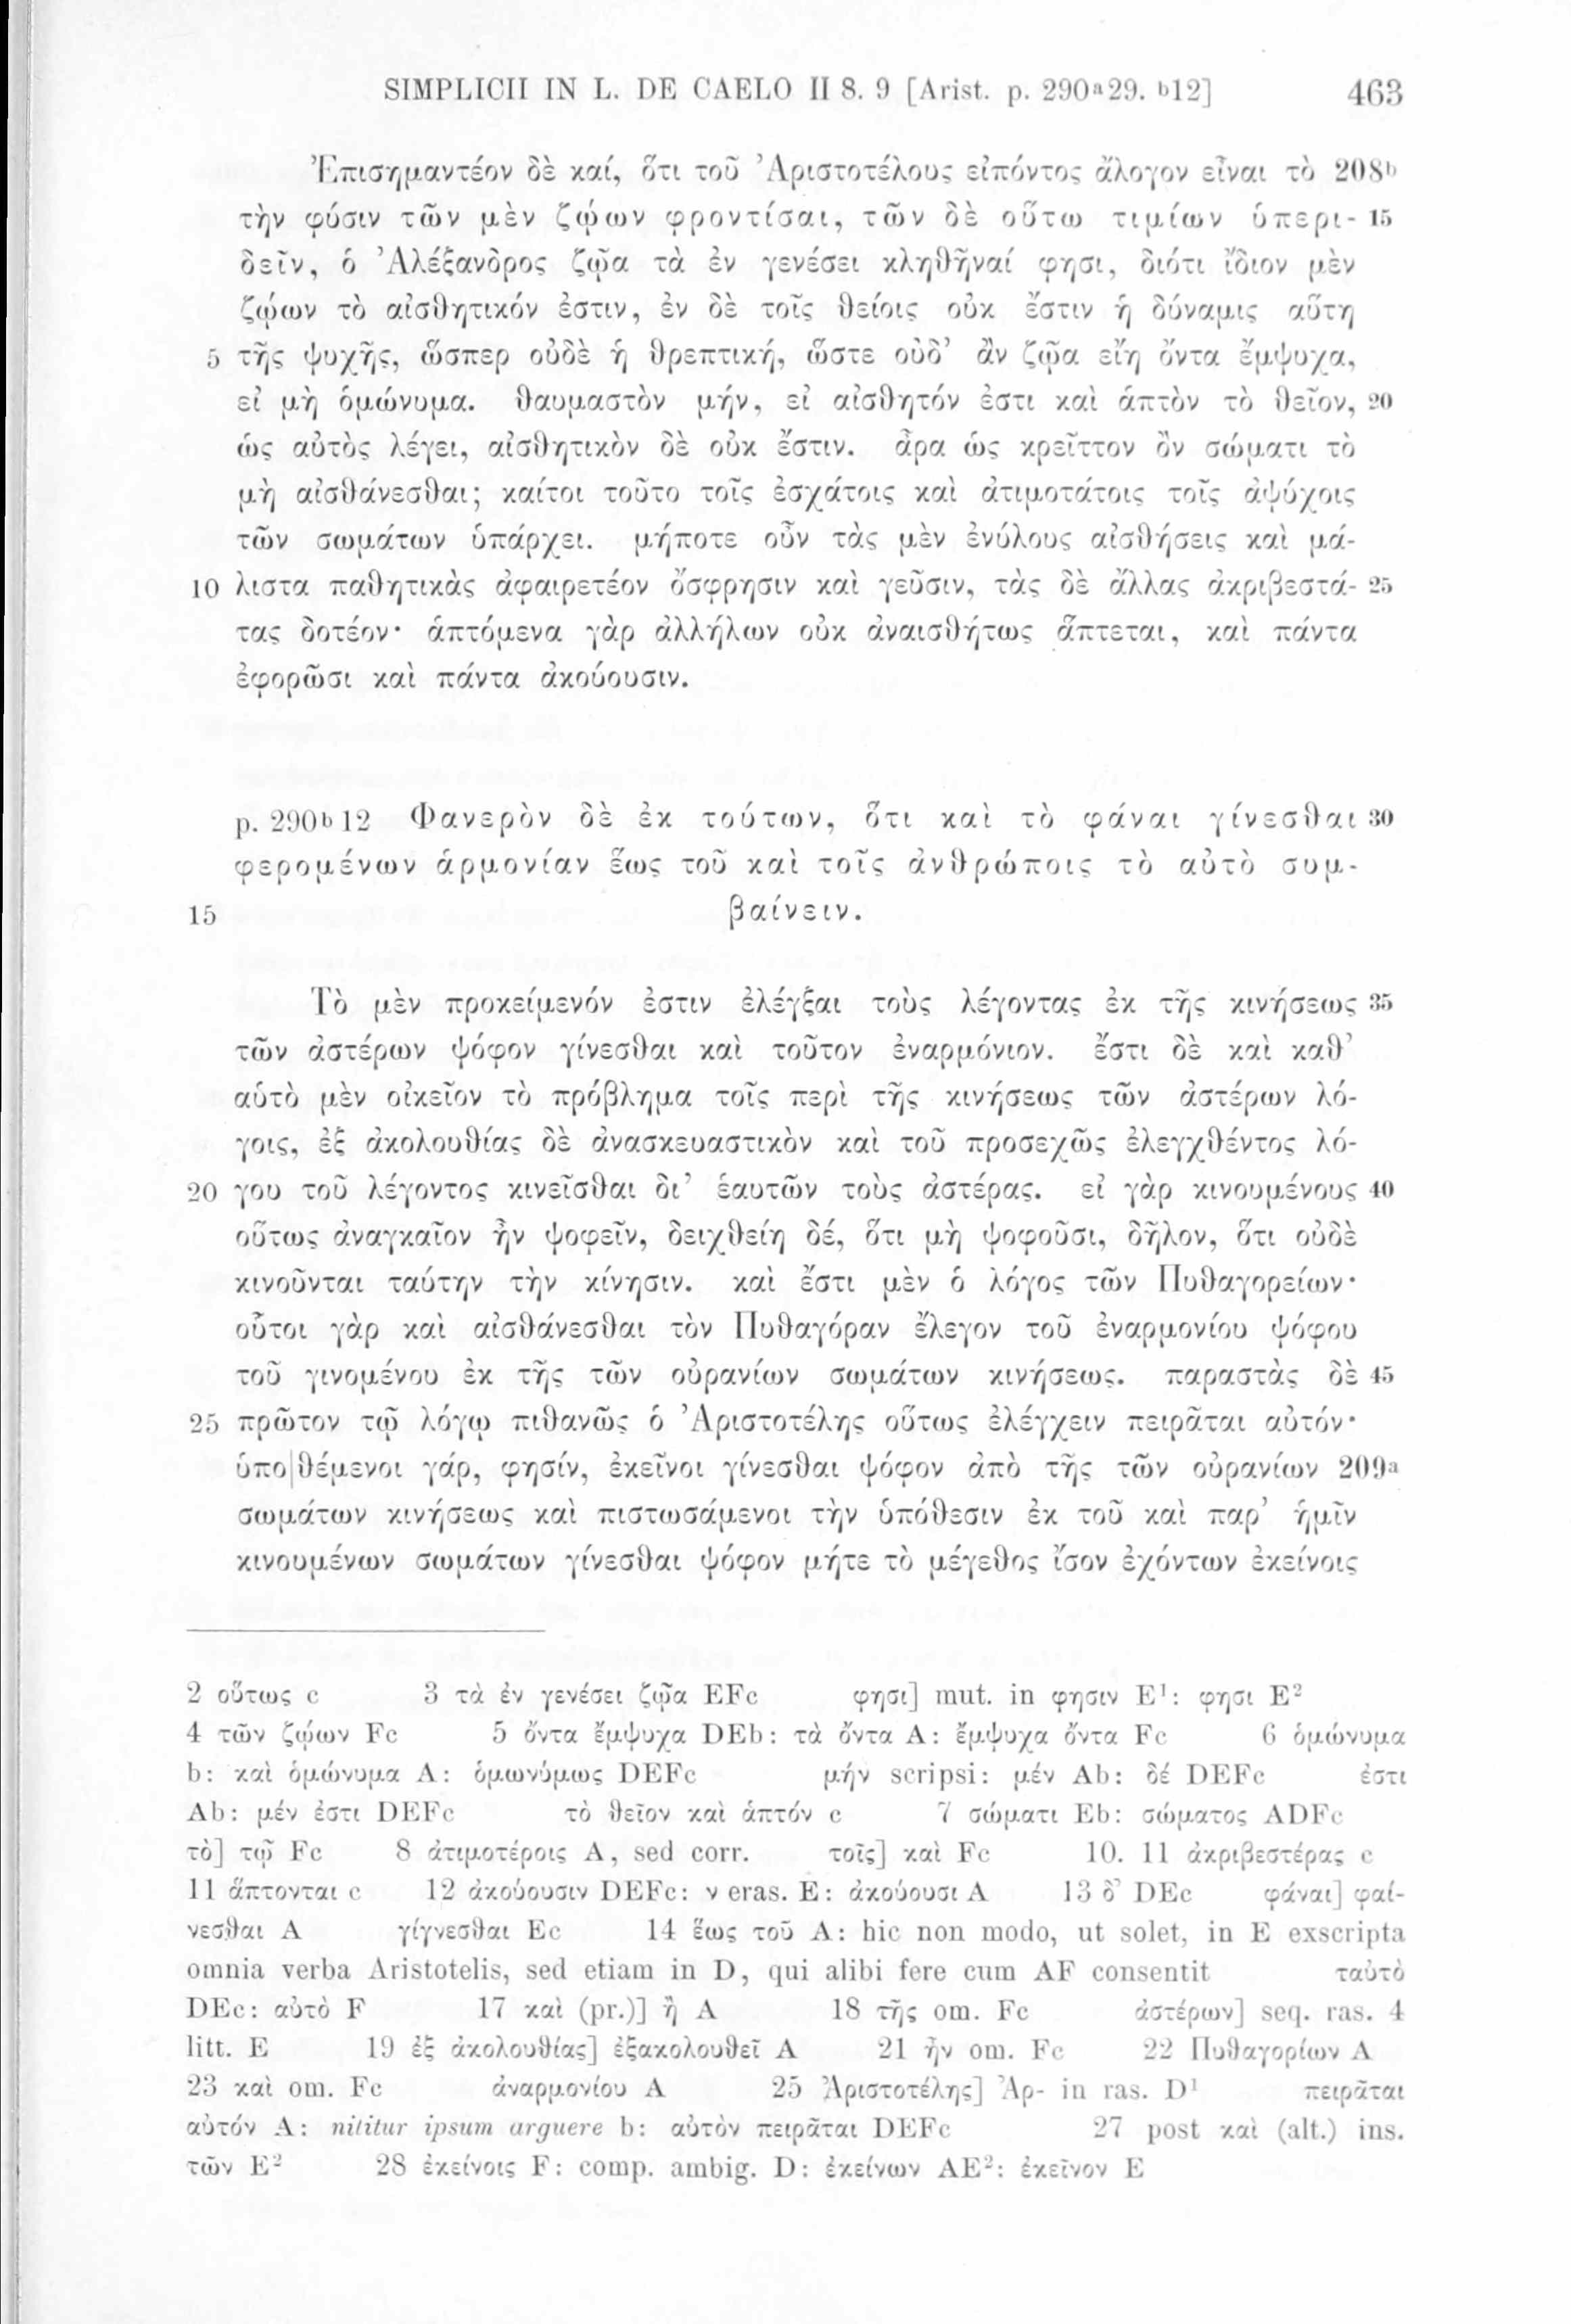 SIMPLICII IN L. DE CAELO II 8. 9 [Arist. p. 290ᵃ29. ᵇ12] 463
Ἐπισημαντέον δὲ καί, ὅτι τοῦ Ἀριστοτέλους εἰπόντος ἄλογον εἶναι τὸ 208ᵇ
τὴν φύσιν τῶν μὲν ζῴων φροντίσαι, τῶν δὲ οὕτω τιμίων ὑπερι- 15
δεῖν, ὁ Ἀλέξανδρος ζῷα τὰ ἐν γενέσει κληθῆναί φησι, διότι ἴδιον μὲν
ζῴων τὸ αἰσθητικόν ἐστιν, ἐν δὲ τοῖς θείοις οὐκ ἔστιν ἡ δύναμις αὕτη
5 τῆς ψυχῆς, ὥσπερ οὐδὲ ἡ θρεπτική, ὥστε οὐδ’ ἂν ζῷα εἴη ὄντα ἔμψυχα,
εἰ μὴ ὁμώνυμα. θαυμαστὸν μήν, εἰ αἰσθητόν ἐστι καὶ ἁπτὸν τὸ θεῖον, 20
ὡς αὐτὸς λέγει, αἰσθητικὸν δὲ οὐκ ἔστιν. ἆρα ὡς κρεῖττον ὂν σώματι τὸ
μὴ αἰσθάνεσθαι; καίτοι τοῦτο τοῖς ἐσχάτοις καὶ ἀτιμοτάτοις τοῖς ἀψύχοις
τῶν σωμάτων ὑπάρχει. μήποτε οὖν τὰς μὲν ἐνύλους αἰσθήσεις καὶ μά-
10 λιστα παθητικὰς ἀφαιρετέον ὄσφρησιν καὶ γεῦσιν, τὰς δὲ ἄλλας ἀκριβεστά- 25
τας δοτέον· ἁπτόμενα γὰρ ἀλλήλων οὐκ ἀναισθήτως ἅπτεται, καὶ πάντα
ἐφορῶσι καὶ πάντα ἀκούουσιν.
p. 290ᵇ12 Φανερὸν δὲ ἐκ τούτων, ὅτι καὶ τὸ φάναι γίνεσθαι 30
φερομένων ἁρμονίαν ἕως τοῦ καὶ τοῖς ἀνθρώποις τὸ αὐτὸ συμ-
15 βαίνειν.
Τὸ μὲν προκείμενόν ἐστιν ἐλέγξαι τοὺς λέγοντας ἐκ τῆς κινήσεως 35
τῶν ἀστέρων ψόφον γίνεσθαι καὶ τοῦτον ἐναρμόνιον. ἔστι δὲ καὶ καθ’
αὑτὸ μὲν οἰκεῖον τὸ πρόβλημα τοῖς περὶ τῆς κινήσεως τῶν ἀστέρων λό-
γοις, ἐξ ἀκολουθίας δὲ ἀνασκευαστικὸν καὶ τοῦ προσεχῶς ἐλεγχθέντος λό-
20 γου τοῦ λέγοντος κινεῖσθαι δι’ ἑαυτῶν τοὺς ἀστέρας. εἰ γὰρ κινουμένους 40
οὕτως ἀναγκαῖον ἦν ψοφεῖν, δειχθείη δέ, ὅτι μὴ ψοφοῦσι, δῆλον, ὅτι οὐδὲ
κινοῦνται ταύτην τὴν κίνησιν. καὶ ἔστι μὲν ὁ λόγος τῶν Πυθαγορείων·
οὗτοι γὰρ καὶ αἰσθάνεσθαι τὸν Πυθαγόραν ἔλεγον τοῦ ἐναρμονίου ψόφου
τοῦ γινομένου ἐκ τῆς τῶν οὐρανίων σωμάτων κινήσεως. παραστὰς δὲ 45
25 πρῶτον τῷ λόγῳ πιθανῶς ὁ Ἀριστοτέλης οὕτως ἐλέγχειν πειρᾶται αὐτόν·
ὑπο|θέμενοι γάρ, φησίν, ἐκεῖνοι γίνεσθαι ψόφον ἀπὸ τῆς τῶν οὐρανίων 209ᵃ
σωμάτων κινήσεως καὶ πιστωσάμενοι τὴν ὑπόθεσιν ἐκ τοῦ καὶ παρ’ ἡμῖν
κινουμένων σωμάτων γίνεσθαι ψόφον μήτε τὸ μέγεθος ἴσον ἐχόντων ἐκείνοις
2 οὕτως c 3 τὰ ἐν γενέσει ζῷα EFc φησι] mut. in φησιν E¹: φησι E²
4 τῶν ζῴων Fc 5 ὄντα ἔμψυχα DEb: τὰ ὄντα A: ἔμψυχα ὄντα Fc 6 ὁμώνυμα
b: καὶ ὁμώνυμα A: ὁμωνύμως DEFc μήν scripsi: μέν Ab: δέ DEFc ἐστι
Ab: μέν ἐστι DEFc τὸ θεῖον καὶ ἁπτόν c 7 σώματι Eb: σώματος ADFc
τὸ] τῷ Fc 8 ἀτιμοτέροις A, sed corr. τοῖς] καὶ Fc 10. 11 ἀκριβεστέρας c
11 ἅπτονται c 12 ἀκούουσιν DEFc: ν eras. E: ἀκούουσι A 13 δ’ DEc φάναι] φαί-
νεσθαι A γίγνεσθαι Ec 14 ἕως τοῦ A: hic non modo, ut solet, in E exscripta
omnia verba Aristotelis, sed etiam in D, qui alibi fere cum AF consentit ταὐτὸ
DEc: αὐτὸ F 17 καὶ (pr.)] ἢ A 18 τῆς om. Fc ἀστέρων] seq. ras. 4
litt. E 19 ἐξ ἀκολουθίας] ἐξακολουθεῖ A 21 ἦν om. Fc 22 Πυθαγορίων A
23 καὶ om. Fc ἀναρμονίου A 25 Ἀριστοτέλης] Ἀρ- in ras. D¹ πειρᾶται
αὐτόν A: nititur ipsum arguere b: αὐτὸν πειρᾶται DEFc 27 post καὶ (alt.) ins.
τῶν E² 28 ἐκείνοις F: comp. ambig. D: ἐκείνων AE²: ἐκεῖνον E